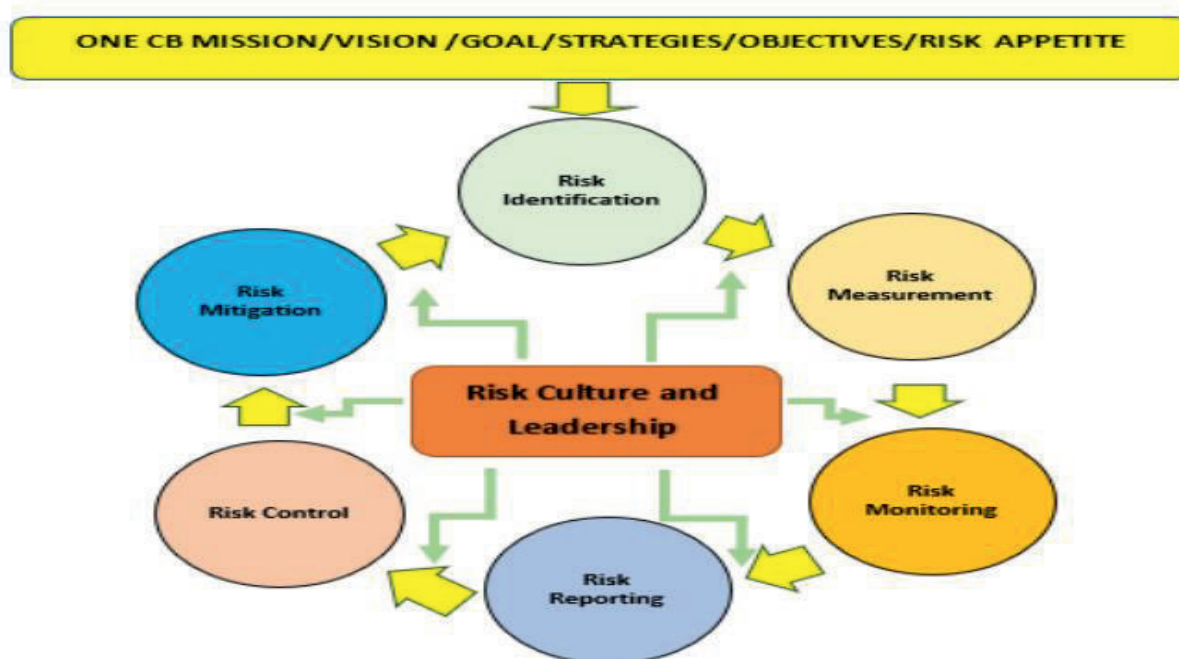 ONE CB MISSION/VISION /GOAL/STRATEGIES/OBJECTIVES/RISK APPETITE
Risk
Identification
Risk
Measurement
Risk
Mitigation
Risk Culture and
Leadership
Risk
Monitoring
Risk Control
Risk
Reporting